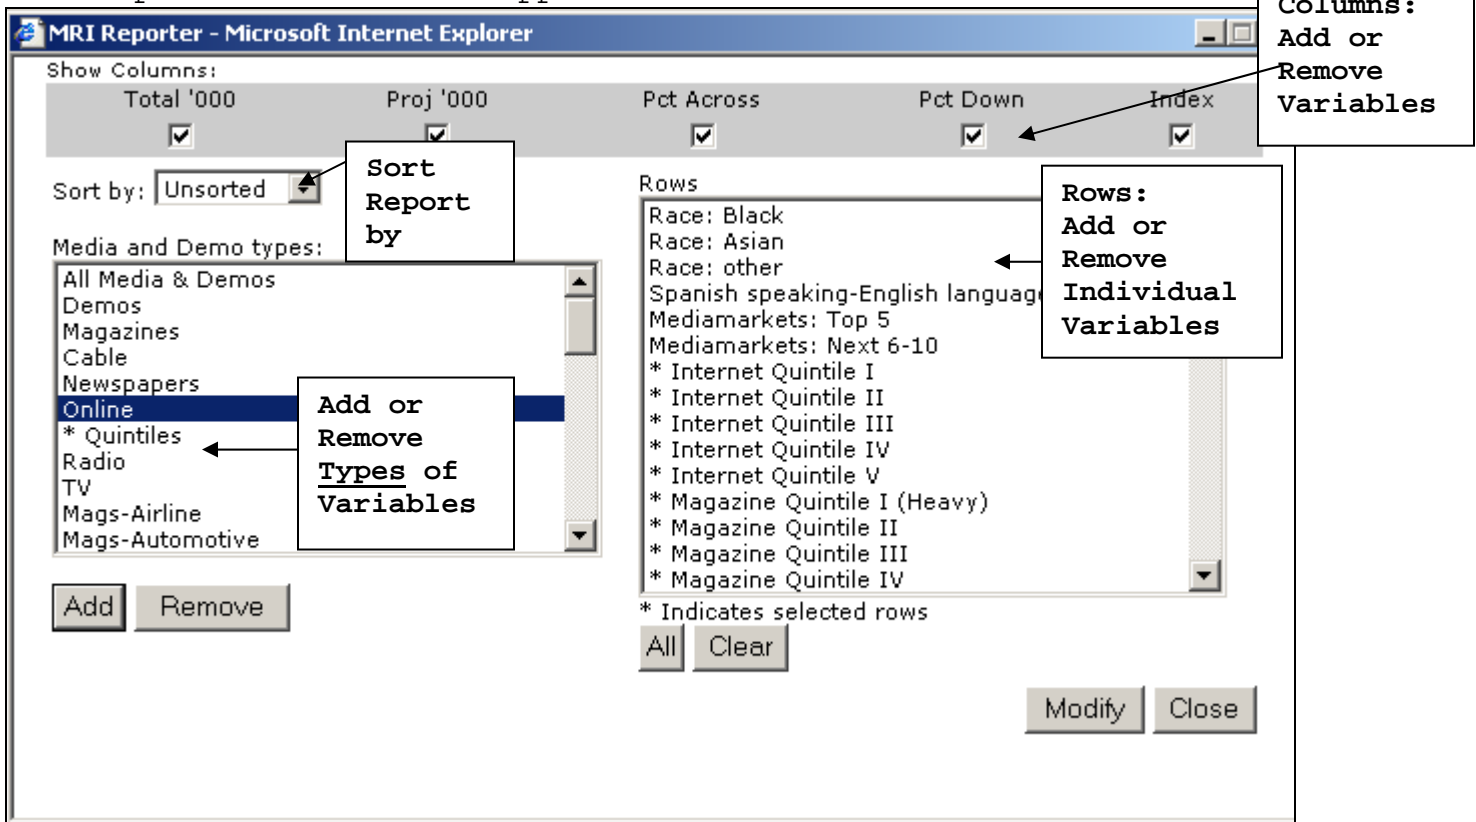 Columns:
Add or
Remove
Variables
MRI Reporter - Microsoft Internet Explorer
Show Columns:
Total '000 Proj '000 Pct Across Pct Down Index
Sort by: Unsorted
Sort
Report
by
Media and Demo types:
All Media & Demos
Demos
Magazines
Cable
Newspapers
Online
* Quintiles
Radio
TV
Mags-Airline
Mags-Automotive
Add or
Remove
Types of
Variables
Add Remove
Rows
Race: Black
Race: Asian
Race: other
Spanish speaking-English
Mediamarkets: Top 5
Mediamarkets: Next 6-10
* Internet Quintile I
* Internet Quintile II
* Internet Quintile III
* Internet Quintile IV
* Internet Quintile V
* Magazine Quintile I (Heavy)
* Magazine Quintile II
* Magazine Quintile III
* Magazine Quintile IV
Rows:
Add or
Remove
Individual
Variables
* Indicates selected rows
All Clear
Modify Close